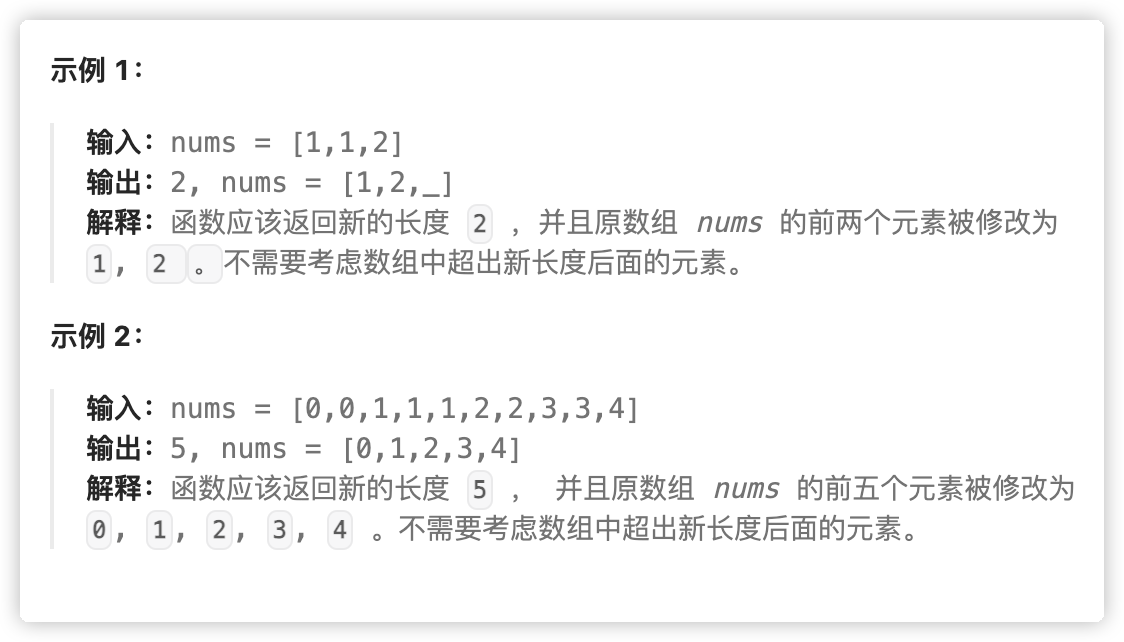 示例 1：
输入：nums = [1,1,2]
输出：2, nums = [1,2,_]
解释：函数应该返回新的长度 2 ，并且原数组 nums 的前两个元素被修改为
1, 2 。不需要考虑数组中超出新长度后面的元素。
示例 2：
输入：nums = [0,0,1,1,1,2,2,3,3,4]
输出：5, nums = [0,1,2,3,4]
解释：函数应该返回新的长度 5 ， 并且原数组 nums 的前五个元素被修改为
0, 1, 2, 3, 4 。不需要考虑数组中超出新长度后面的元素。